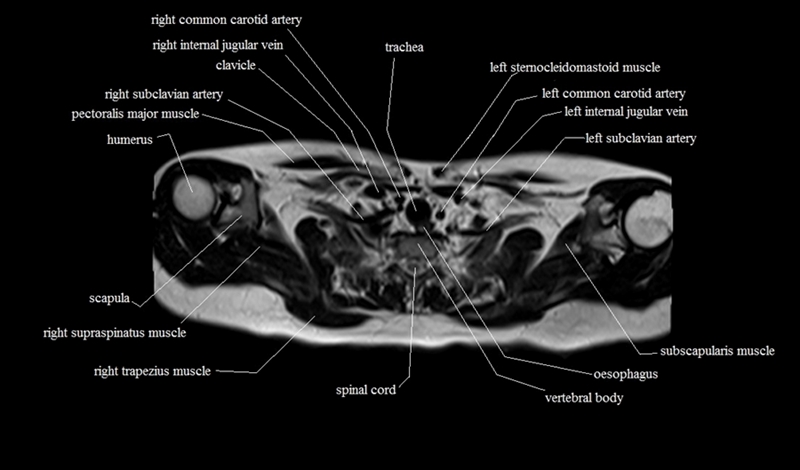 right common carotid artery
right internal jugular vein
trachea
clavicle
left sternocleidomastoid muscle
right subclavian artery
left common carotid artery
pectoralis major muscle
left internal jugular vein
humerus
left subclavian artery
scapula
right supraspinatus muscle
subscapularis muscle
right trapezius muscle
oesophagus
spinal cord
vertebral body